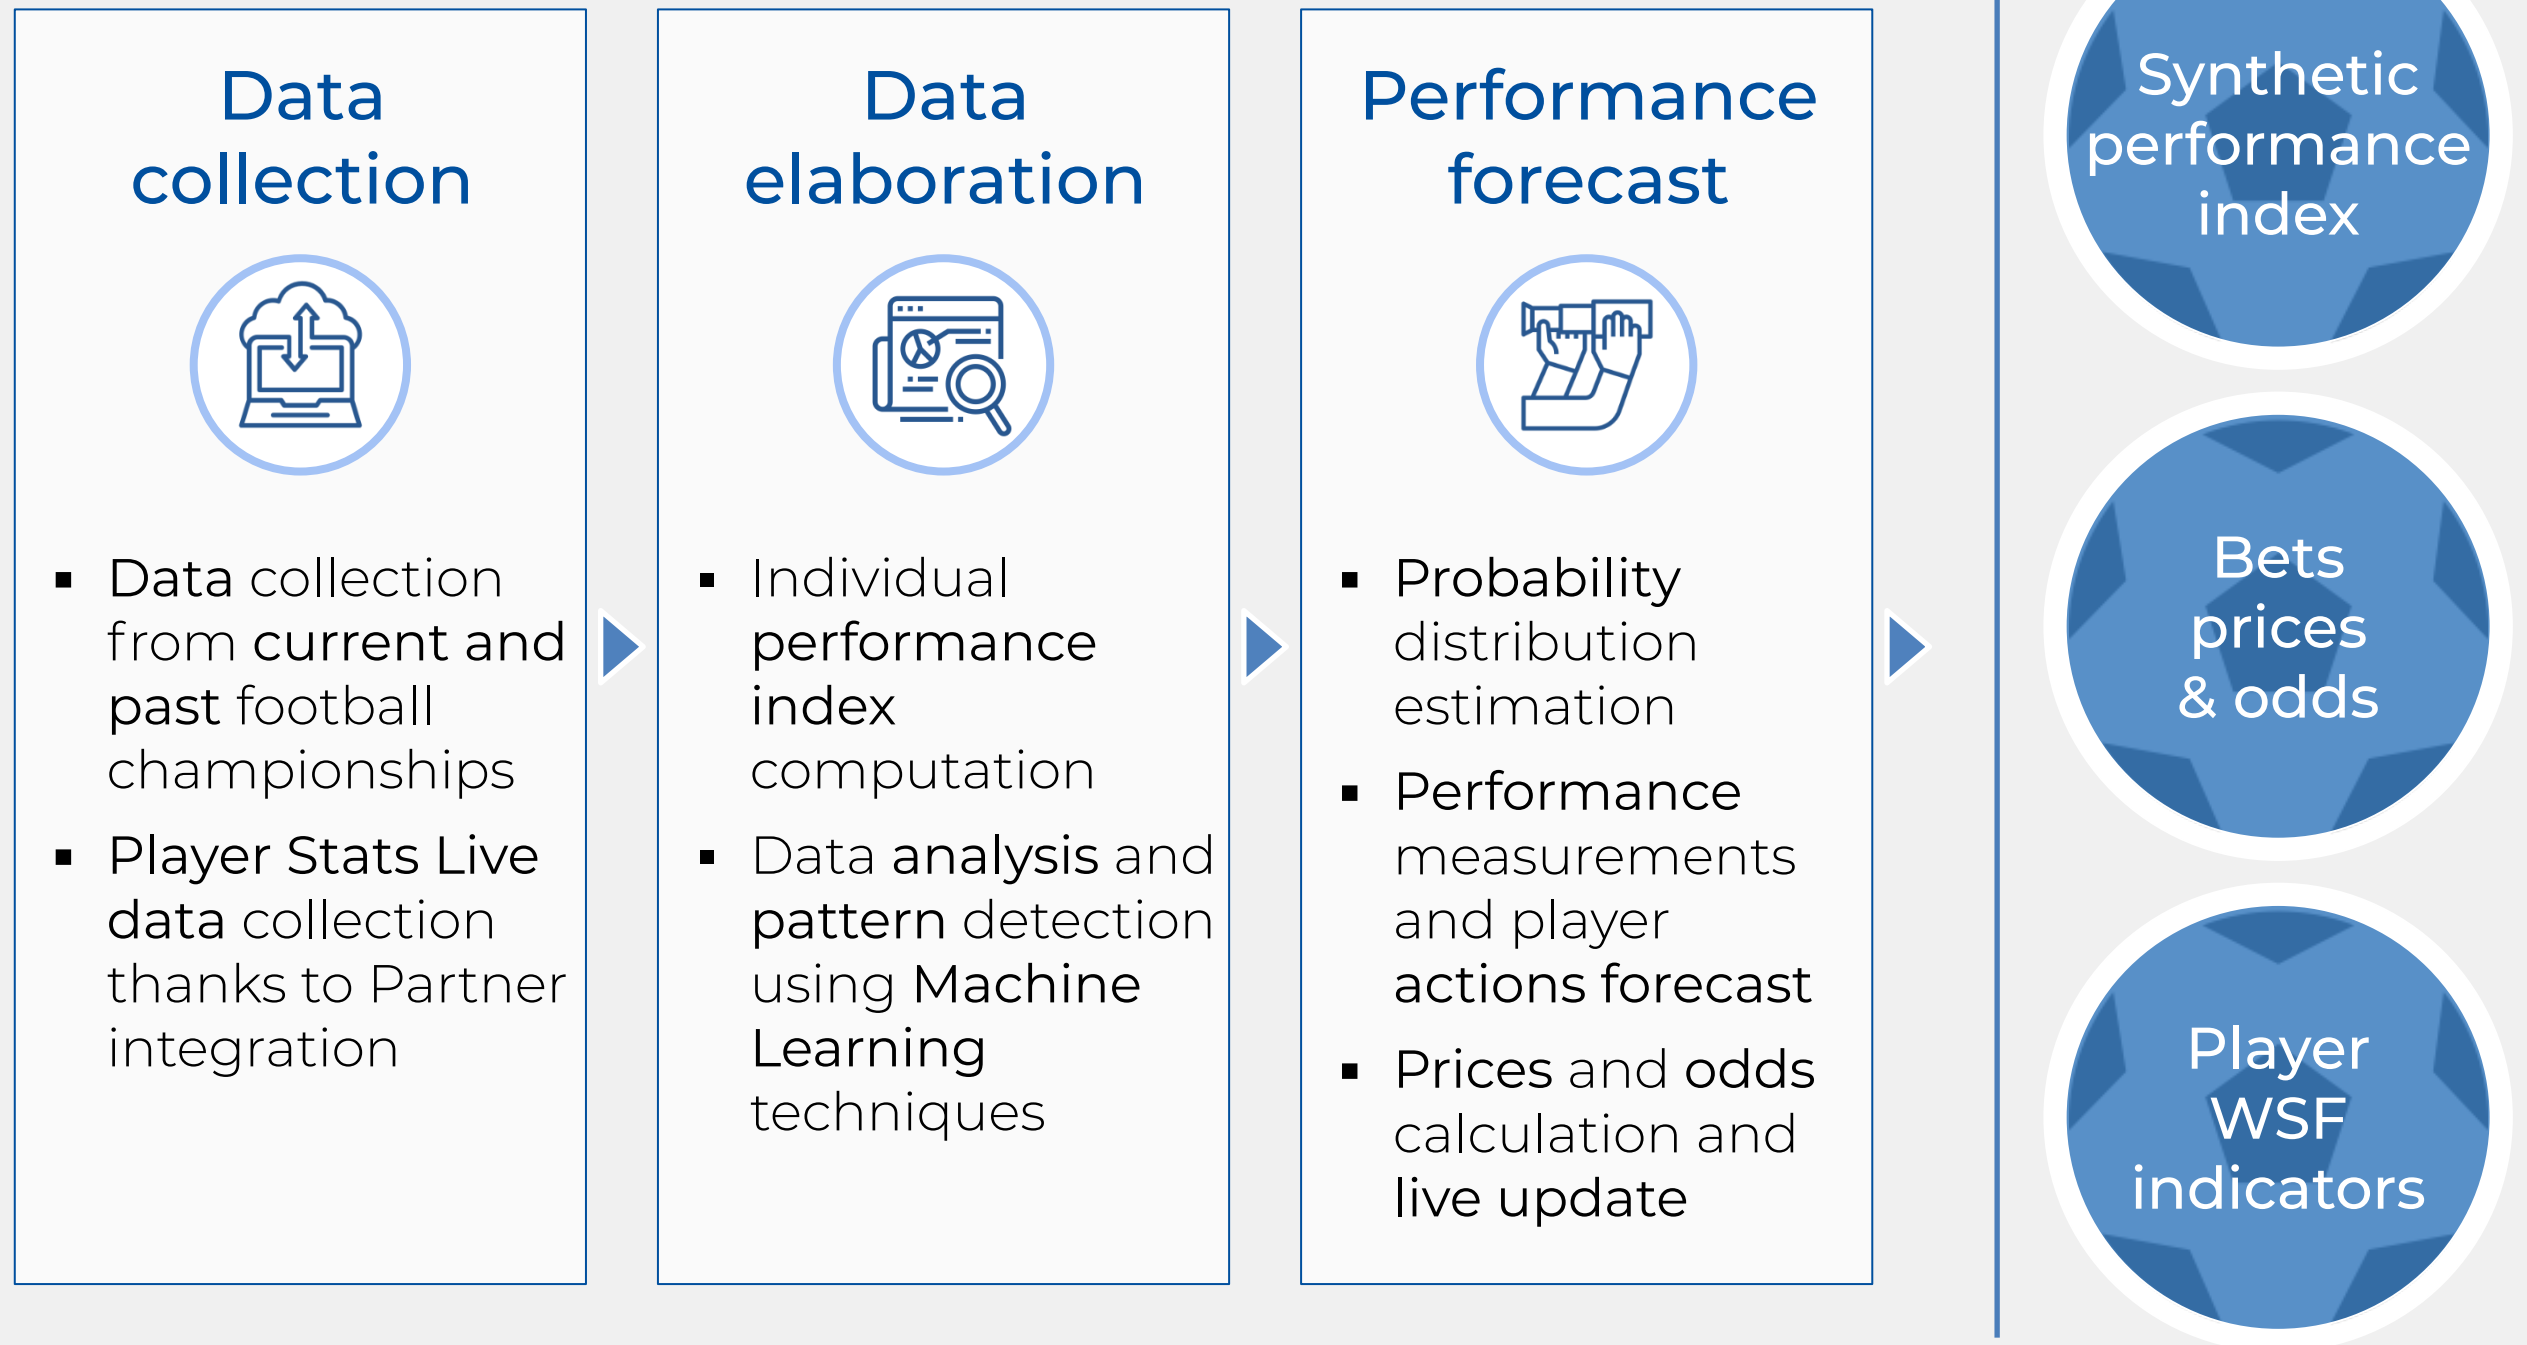 Data
collection
▪ Data collection
from current and
past football
championships
▪ Player Stats Live
data collection
thanks to Partner
integration
Data
elaboration
▪ Individual
performance
index
computation
▪ Data analysis and
pattern detection
using Machine
Learning
techniques
Performance
forecast
▪ Probability
distribution
estimation
▪ Performance
measurements
and player
actions forecast
▪ Prices and odds
calculation and
live update
Synthetic
performance
index
Bets
prices
& odds
Player
WSF
indicators